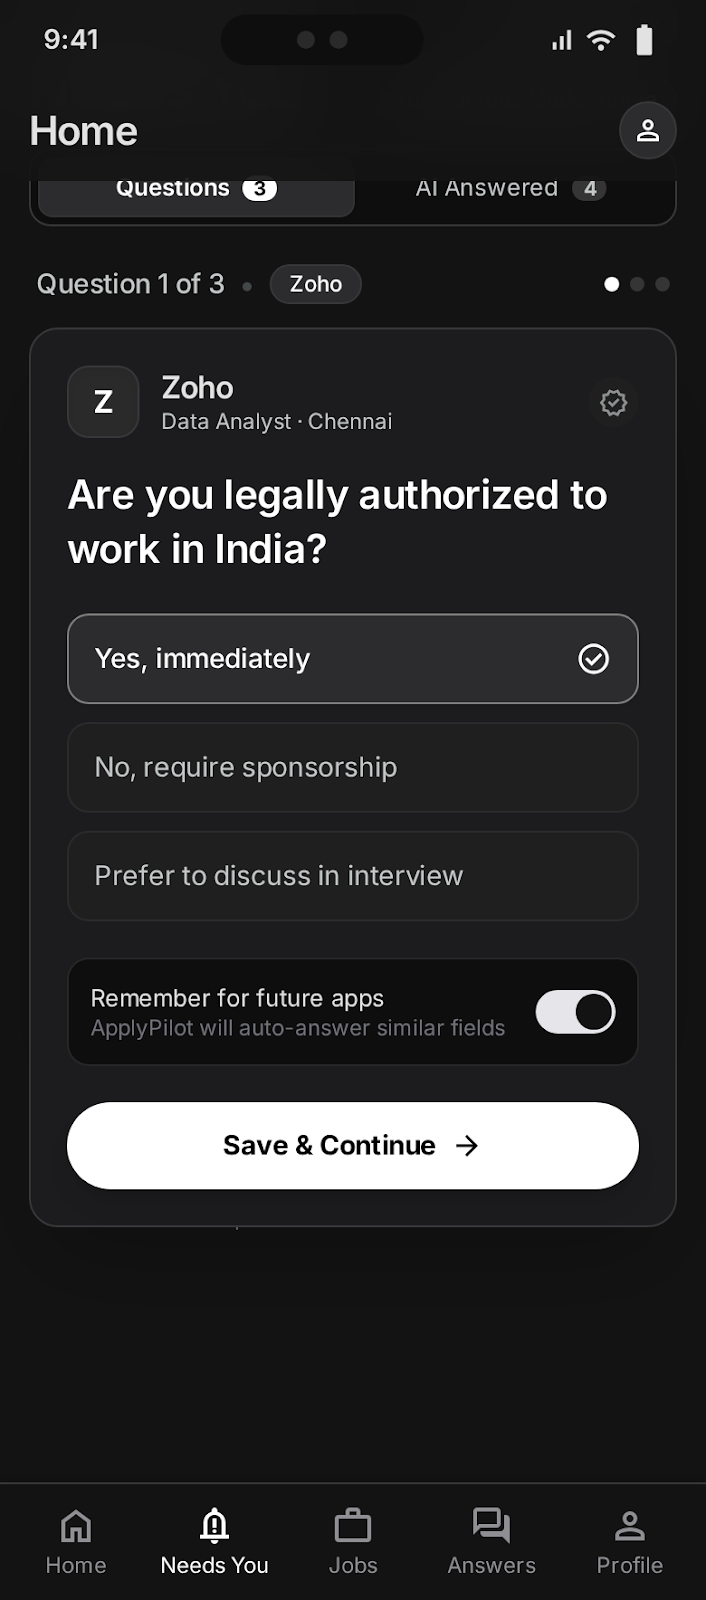 9:41
Home
Questions 3
AI Answered 4
Question 1 of 3 • Zoho
Z
Zoho
Data Analyst · Chennai
Are you legally authorized to
work in India?
Yes, immediately
No, require sponsorship
Prefer to discuss in interview
Remember for future apps
ApplyPilot will auto-answer similar fields
Save & Continue →
Home
Needs You
Jobs
Answers
Profile